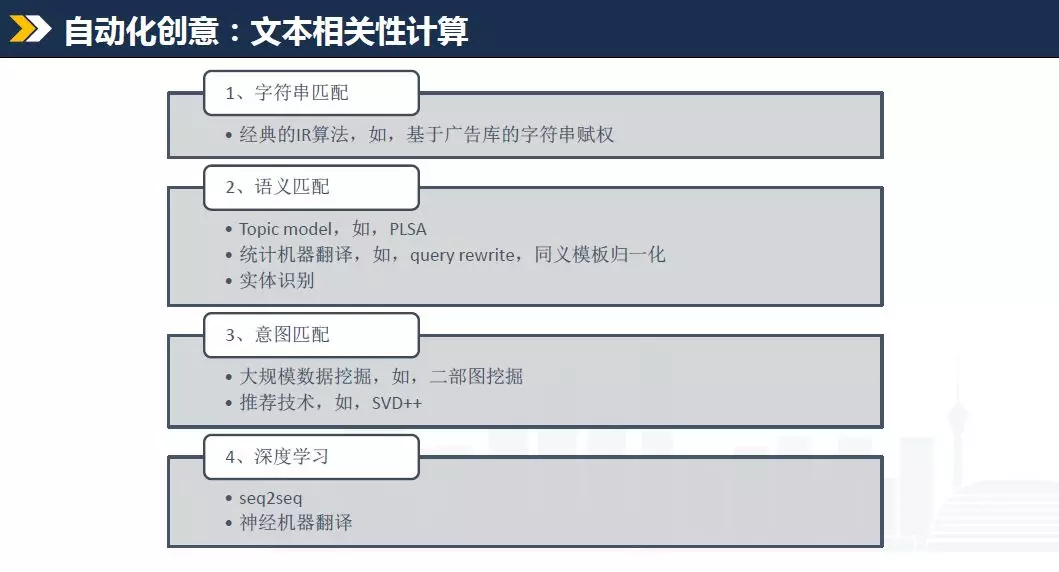 自动化创意：文本相关性计算
1、字符串匹配
• 经典的IR算法，如，基于广告库的字符串赋权
2、语义匹配
• Topic model，如，PLSA
• 统计机器翻译，如，query rewrite，同义模板归一化
• 实体识别
3、意图匹配
• 大规模数据挖掘，如，二部图挖掘
• 推荐技术，如，SVD++
4、深度学习
• seq2seq
• 神经机器翻译